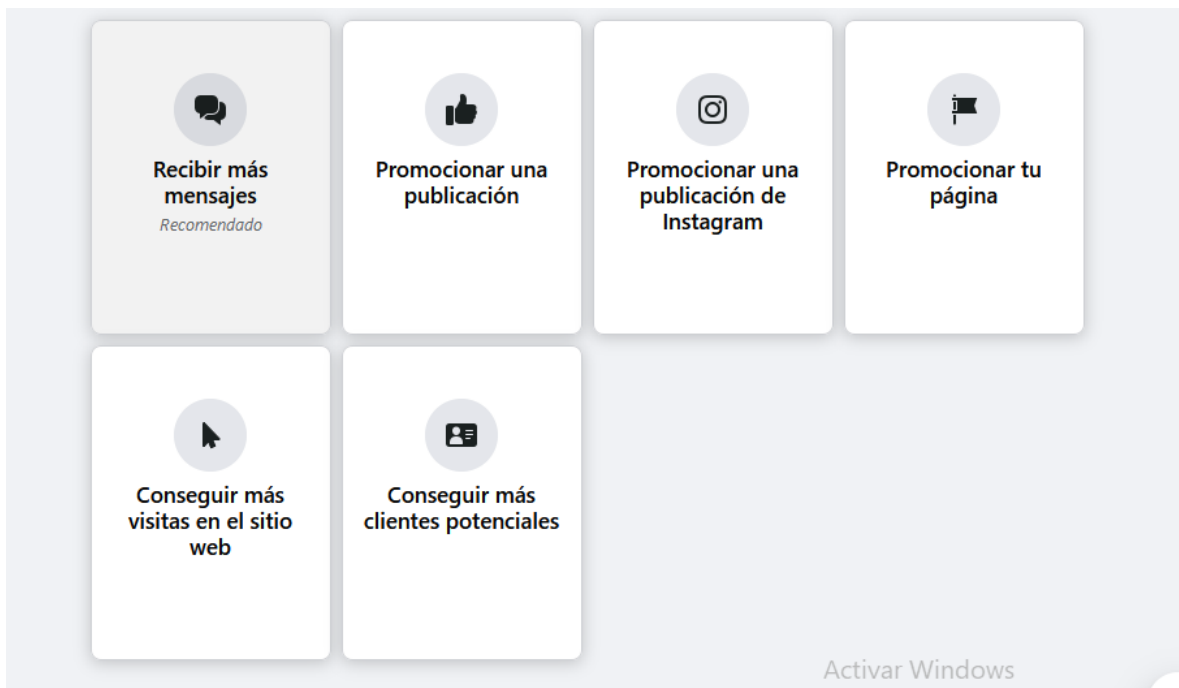 Recibir más
mensajes
Recomendado
Promocionar una
publicación
Promocionar una
publicación de
Instagram
Promocionar tu
página
Conseguir más
visitas en el sitio
web
Conseguir más
clientes potenciales
Activar Windows